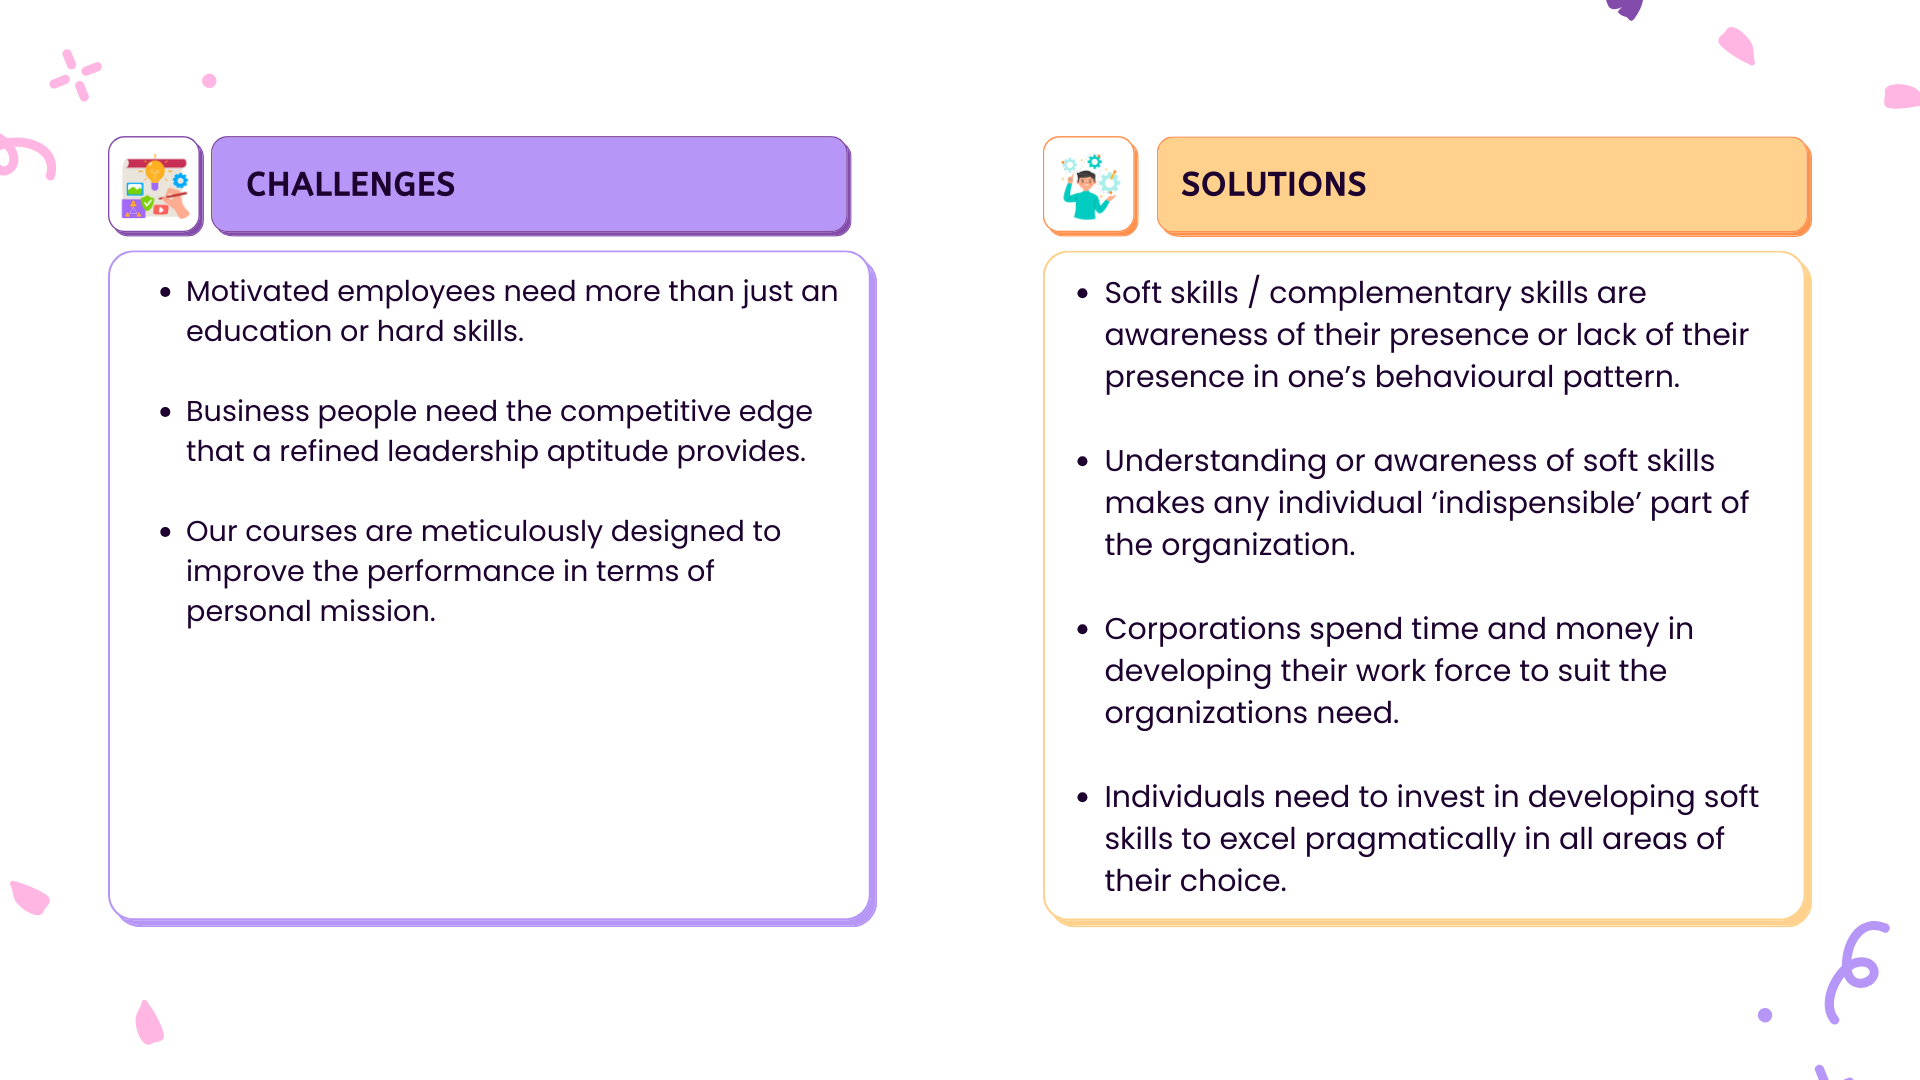 CHALLENGES
• Motivated employees need more than just an
education or hard skills.
• Business people need the competitive edge
that a refined leadership aptitude provides.
• Our courses are meticulously designed to
improve the performance in terms of
personal mission.
SOLUTIONS
• Soft skills / complementary skills are
awareness of their presence or lack of their
presence in one’s behavioural pattern.
• Understanding or awareness of soft skills
makes any individual ‘indispensible’ part of
the organization.
• Corporations spend time and money in
developing their work force to suit the
organizations need.
• Individuals need to invest in developing soft
skills to excel pragmatically in all areas of
their choice.